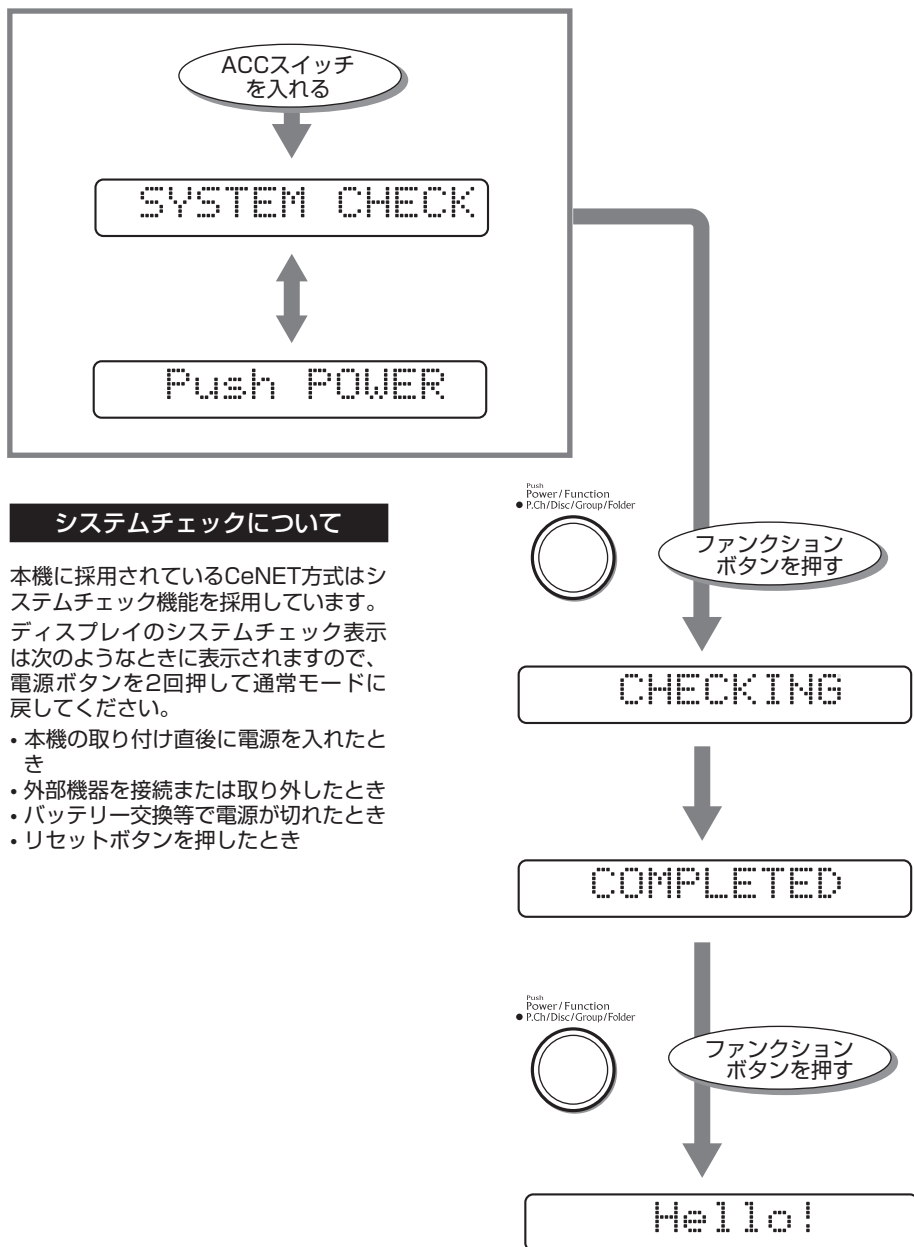 ACCスイッチ
を入れる
SYSTEM CHECK
Push POWER
システムチェックについて
本機に採用されているCeNET方式はシ
ステムチェック機能を採用しています。
ディスプレイのシステムチェック表示
は次のようなときに表示されますので、
電源ボタンを2回押して通常モードに
戻してください。
• 本機の取り付け直後に電源を入れたと
き
• 外部機器を接続または取り外したとき
• バッテリー交換等で電源が切れたとき
• リセットボタンを押したとき
Push
Power/Function
● P.Ch/Disc/Group/Folder
ファンクション
ボタンを押す
CHECKING
COMPLETED
Push
Power/Function
● P.Ch/Disc/Group/Folder
ファンクション
ボタンを押す
Hello!